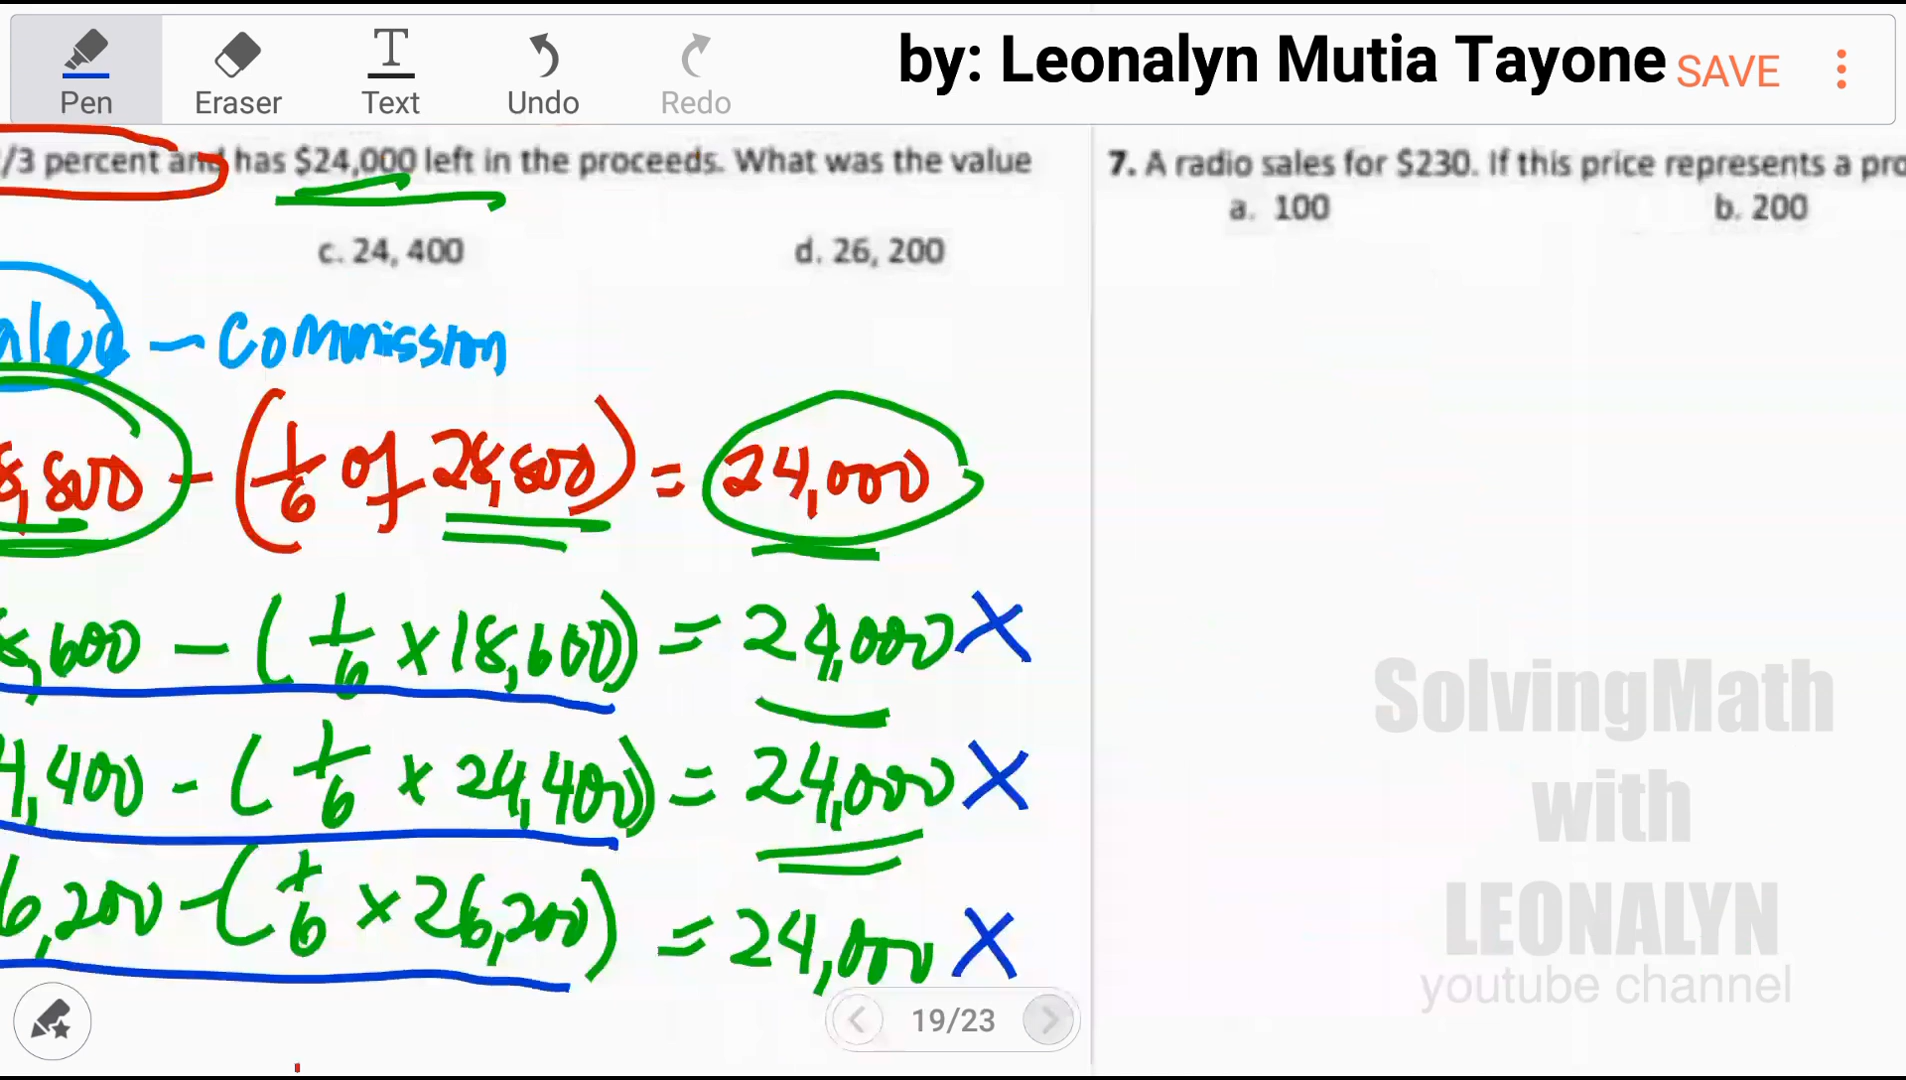 Pen
Eraser
Text
Undo
Redo
by: Leonalyn Mutia Tayone
SAVE
/3 percent and has $24,000 left in the proceeds. What was the value
c. 24, 400
d. 26, 200
alue - Commission
8,800 - (1/6 of 28,800) = 24,000
8,600 - (1/6 × 18,600) = 24,000 X
4,400 - (1/6 × 24,400) = 24,000 X
6,200 - (1/6 × 26,200) = 24,000 X
19/23
7. A radio sales for $230. If this price represents a pro
a. 100
b. 200
SolvingMath
with
LEONALYN
youtube channel